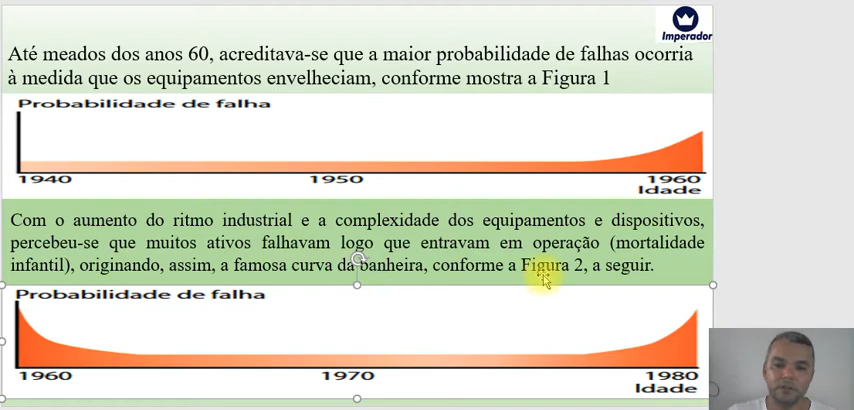 Imperador
Até meados dos anos 60, acreditava-se que a maior probabilidade de falhas ocorria
à medida que os equipamentos envelheciam, conforme mostra a Figura 1
Probabilidade de falha
1940 1950 1960
Idade
Com o aumento do ritmo industrial e a complexidade dos equipamentos e dispositivos,
percebeu-se que muitos ativos falhavam logo que entravam em operação (mortalidade
infantil), originando, assim, a famosa curva da banheira, conforme a Figura 2, a seguir.
Probabilidade de falha
1960 1970 1980
Idade